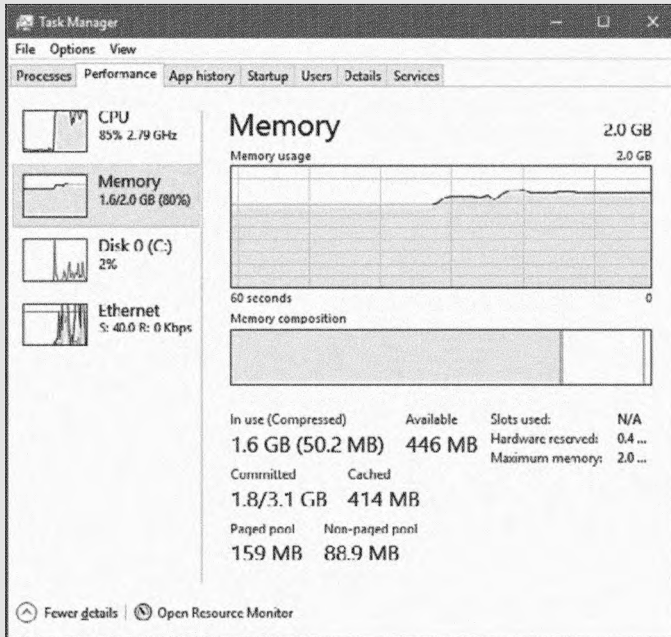 Task Manager
File Options View
Processes Performance App history Startup Users Details Services
CPU
85% 2.79 GHz
Memory
1.6/2.0 GB (80%)
Disk 0 (C:)
2%
Ethernet
S: 40.0 R: 0 Kbps
Memory 2.0 GB
Memory usage 2.0 GB
60 seconds 0
Memory composition
In use (Compressed) Available Slots used: N/A
1.6 GB (50.2 MB) 446 MB Hardware reserved: 0.4 ...
Maximum memory: 2.0 ...
Committed Cached
1.8/3.1 GB 414 MB
Paged pool Non-paged pool
159 MB 88.9 MB
Fewer details Open Resource Monitor